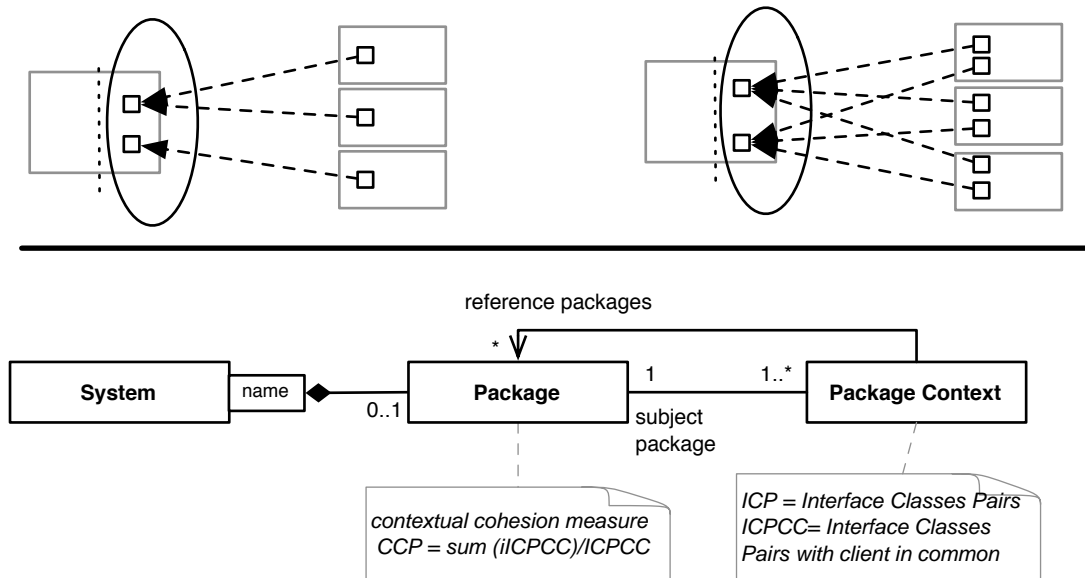 reference packages
*
System
name
0..1
Package
1
subject
package
1..*
Package Context
contextual cohesion measure
CCP = sum (iICPCC)/ICPCC
ICP = Interface Classes Pairs
ICPCC= Interface Classes
Pairs with client in common